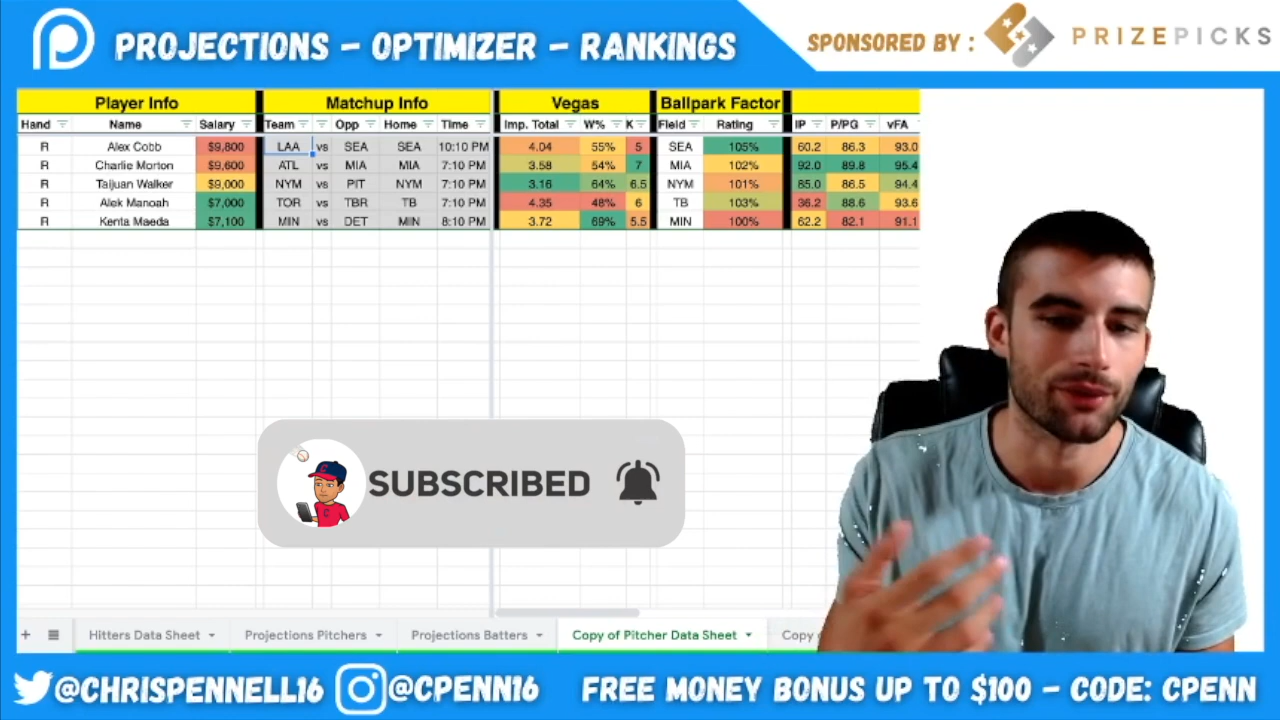 PROJECTIONS - OPTIMIZER - RANKINGS
SPONSORED BY : PRIZEPICKS
Player Info Matchup Info Vegas Ballpark Factor
Hand Name Salary Team Opp Home Time Imp. Total W% K Field Rating IP P/PG vFA
R Alex Cobb $9,800 LAA vs SEA SEA 10:10 PM 4.04 55% 5 SEA 105% 60.2 86.3 93.0
R Charlie Morton $9,600 ATL vs MIA MIA 7:10 PM 3.58 54% 7 MIA 102% 92.0 89.8 95.4
R Taijuan Walker $9,000 NYM vs PIT NYM 7:10 PM 3.16 64% 6.5 NYM 101% 85.0 86.5 94.4
R Alek Manoah $7,000 TOR vs TBR TB 7:10 PM 4.35 48% 6 TB 103% 36.2 88.6 93.6
R Kenta Maeda $7,100 MIN vs DET MIN 8:10 PM 3.72 69% 5.5 MIN 100% 62.2 82.1 91.1
SUBSCRIBED
+ Hitters Data Sheet Projections Pitchers Projections Batters Copy of Pitcher Data Sheet Copy
@CHRISPENNELL16 @CPENN16 FREE MONEY BONUS UP TO $100 - CODE: CPENN